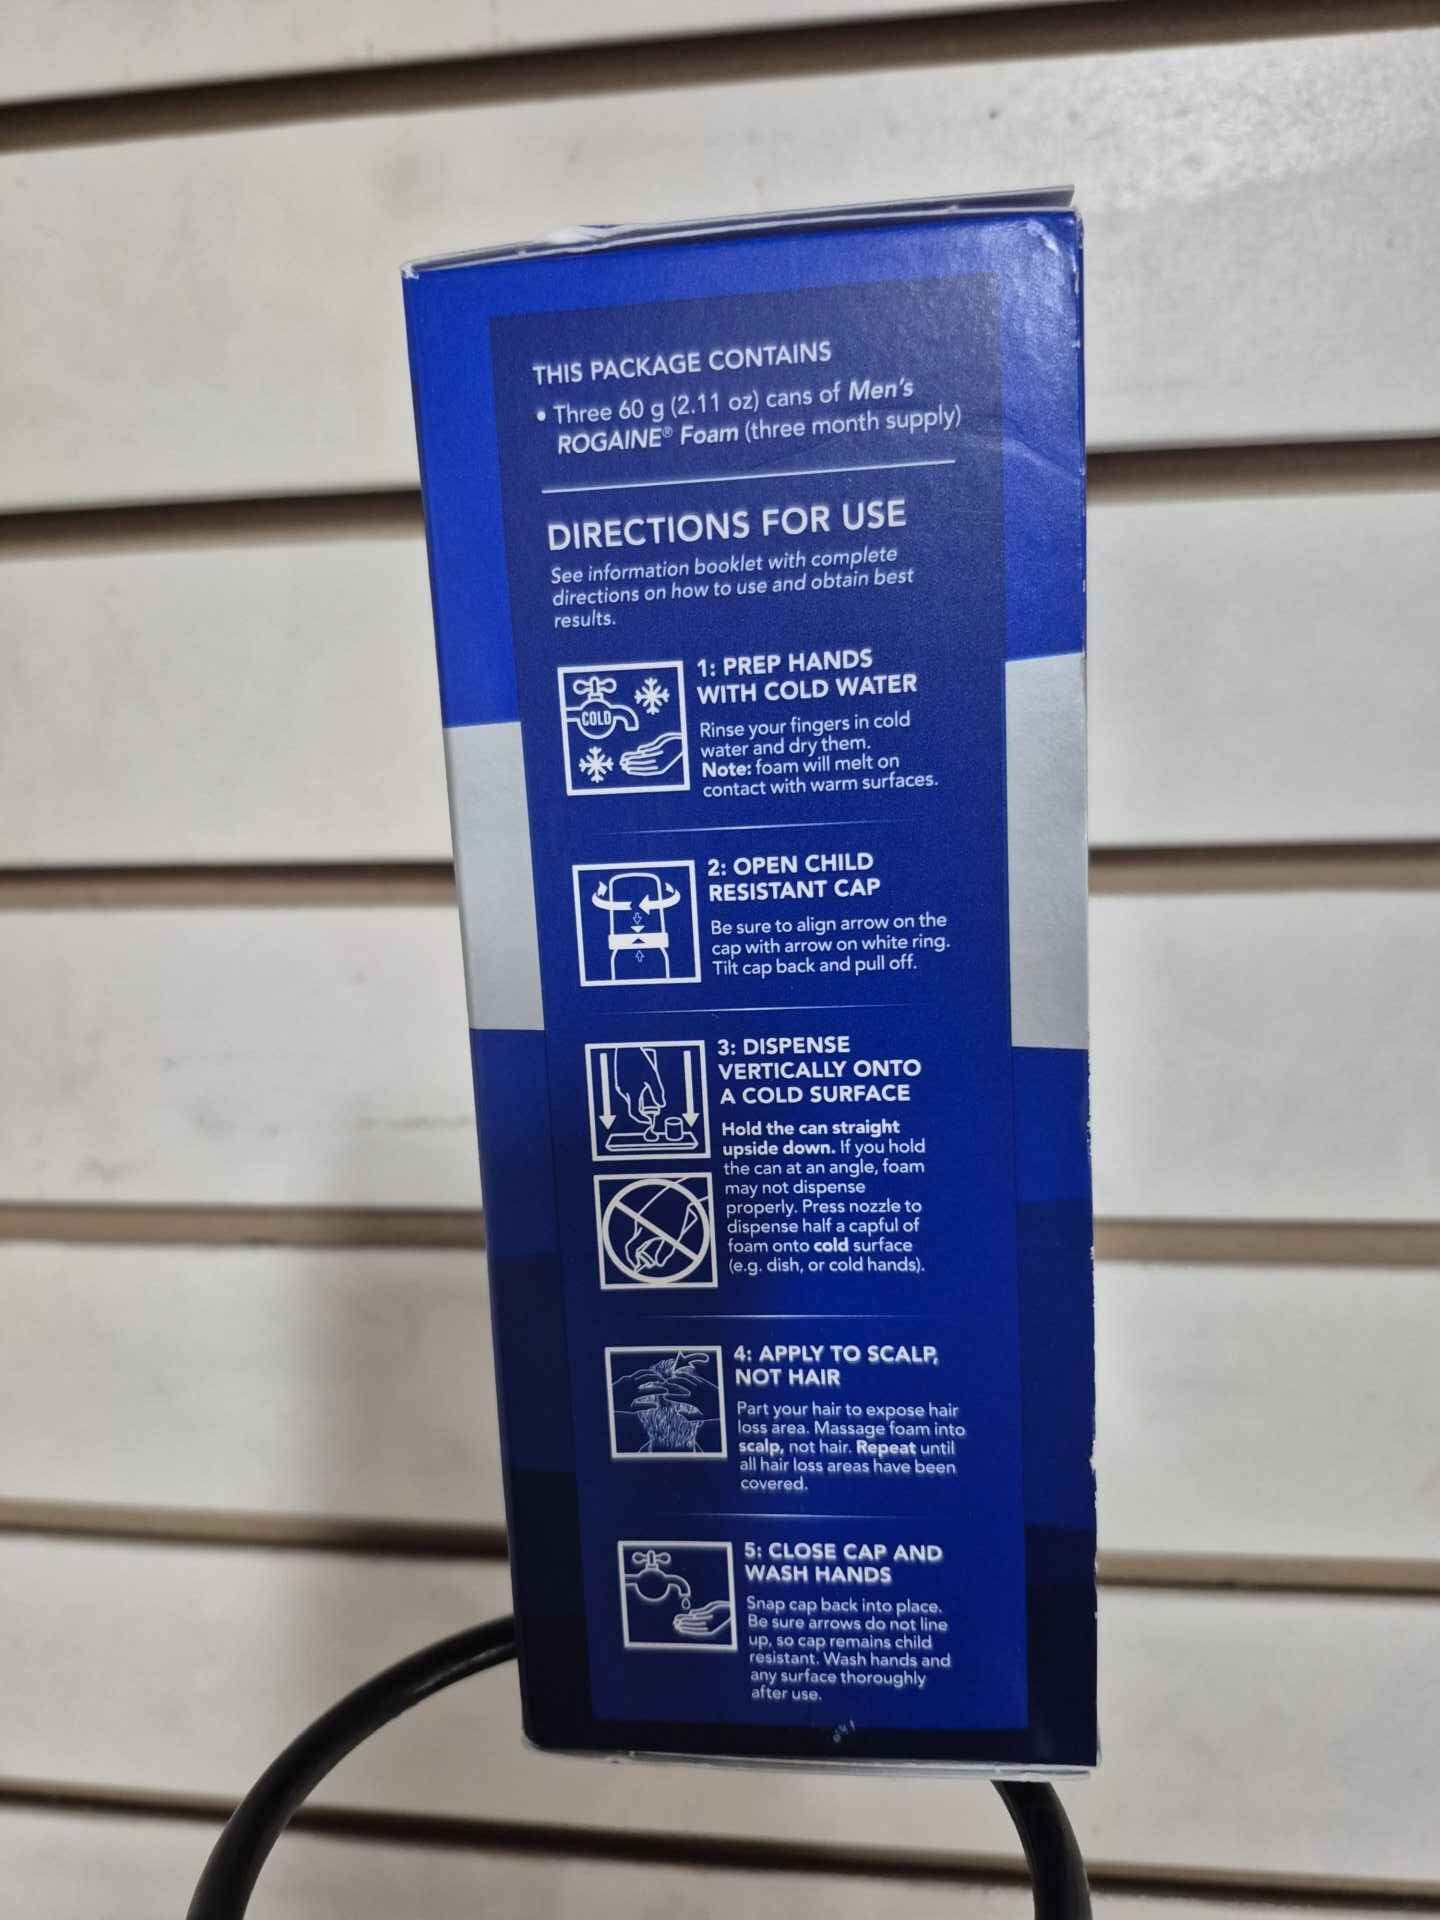 THIS PACKAGE CONTAINS
• Three 60 g (2.11 oz) cans of Men's
ROGAINE® Foam (three month supply)
DIRECTIONS FOR USE
See information booklet with complete
directions on how to use and obtain best
results.
COLD
1: PREP HANDS
WITH COLD WATER
Rinse your fingers in cold
water and dry them.
Note: foam will melt on
contact with warm surfaces.
2: OPEN CHILD
RESISTANT CAP
Be sure to align arrow on the
cap with arrow on white ring.
Tilt cap back and pull off.
3: DISPENSE
VERTICALLY ONTO
A COLD SURFACE
Hold the can straight
upside down. If you hold
the can at an angle, foam
may not dispense
properly. Press nozzle to
dispense half a capful of
foam onto cold surface
(e.g. dish, or cold hands).
4: APPLY TO SCALP,
NOT HAIR
Part your hair to expose hair
loss area. Massage foam into
scalp, not hair. Repeat until
all hair loss areas have been
covered.
5: CLOSE CAP AND
WASH HANDS
Snap cap back into place.
Be sure arrows do not line
up, so cap remains child
resistant. Wash hands and
any surface thoroughly
after use.